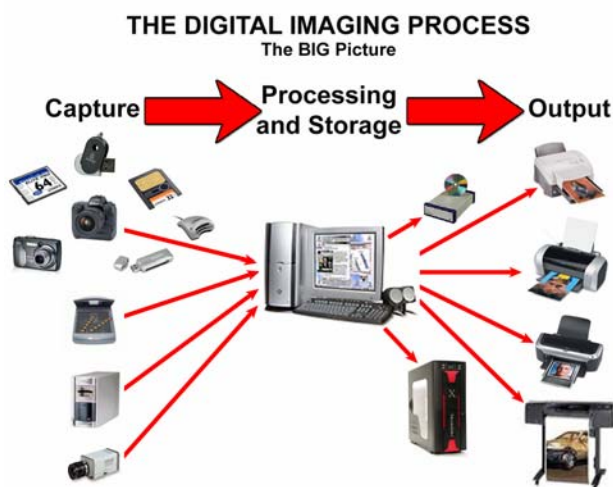 THE DIGITAL IMAGING PROCESS
The BIG Picture
Capture
Processing
and Storage
Output
64